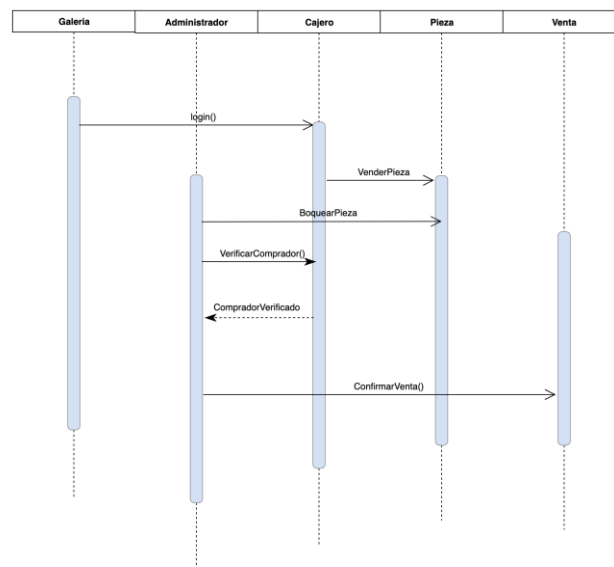 Galeria Administrador Cajero Pieza Venta
login()
VenderPieza
BoquearPieza
VerificarComprador()
CompradorVerificado
ConfirmarVenta()